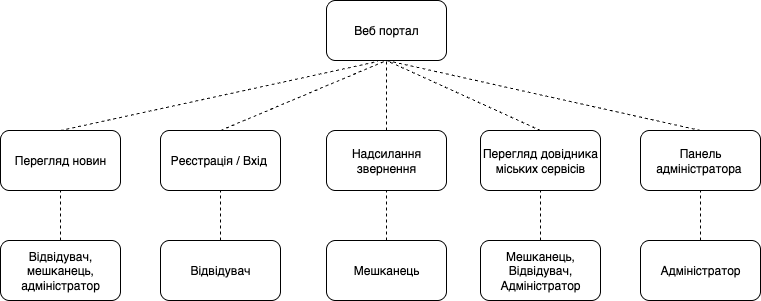 Веб портал
Перегляд новин
Реєстрація / Вхід
Надсилання
звернення
Перегляд довідника
міських сервісів
Панель
адміністратора
Відвідувач,
мешканець,
адміністратор
Відвідувач
Мешканець
Мешканець,
Відвідувач,
Адміністратор
Адміністратор